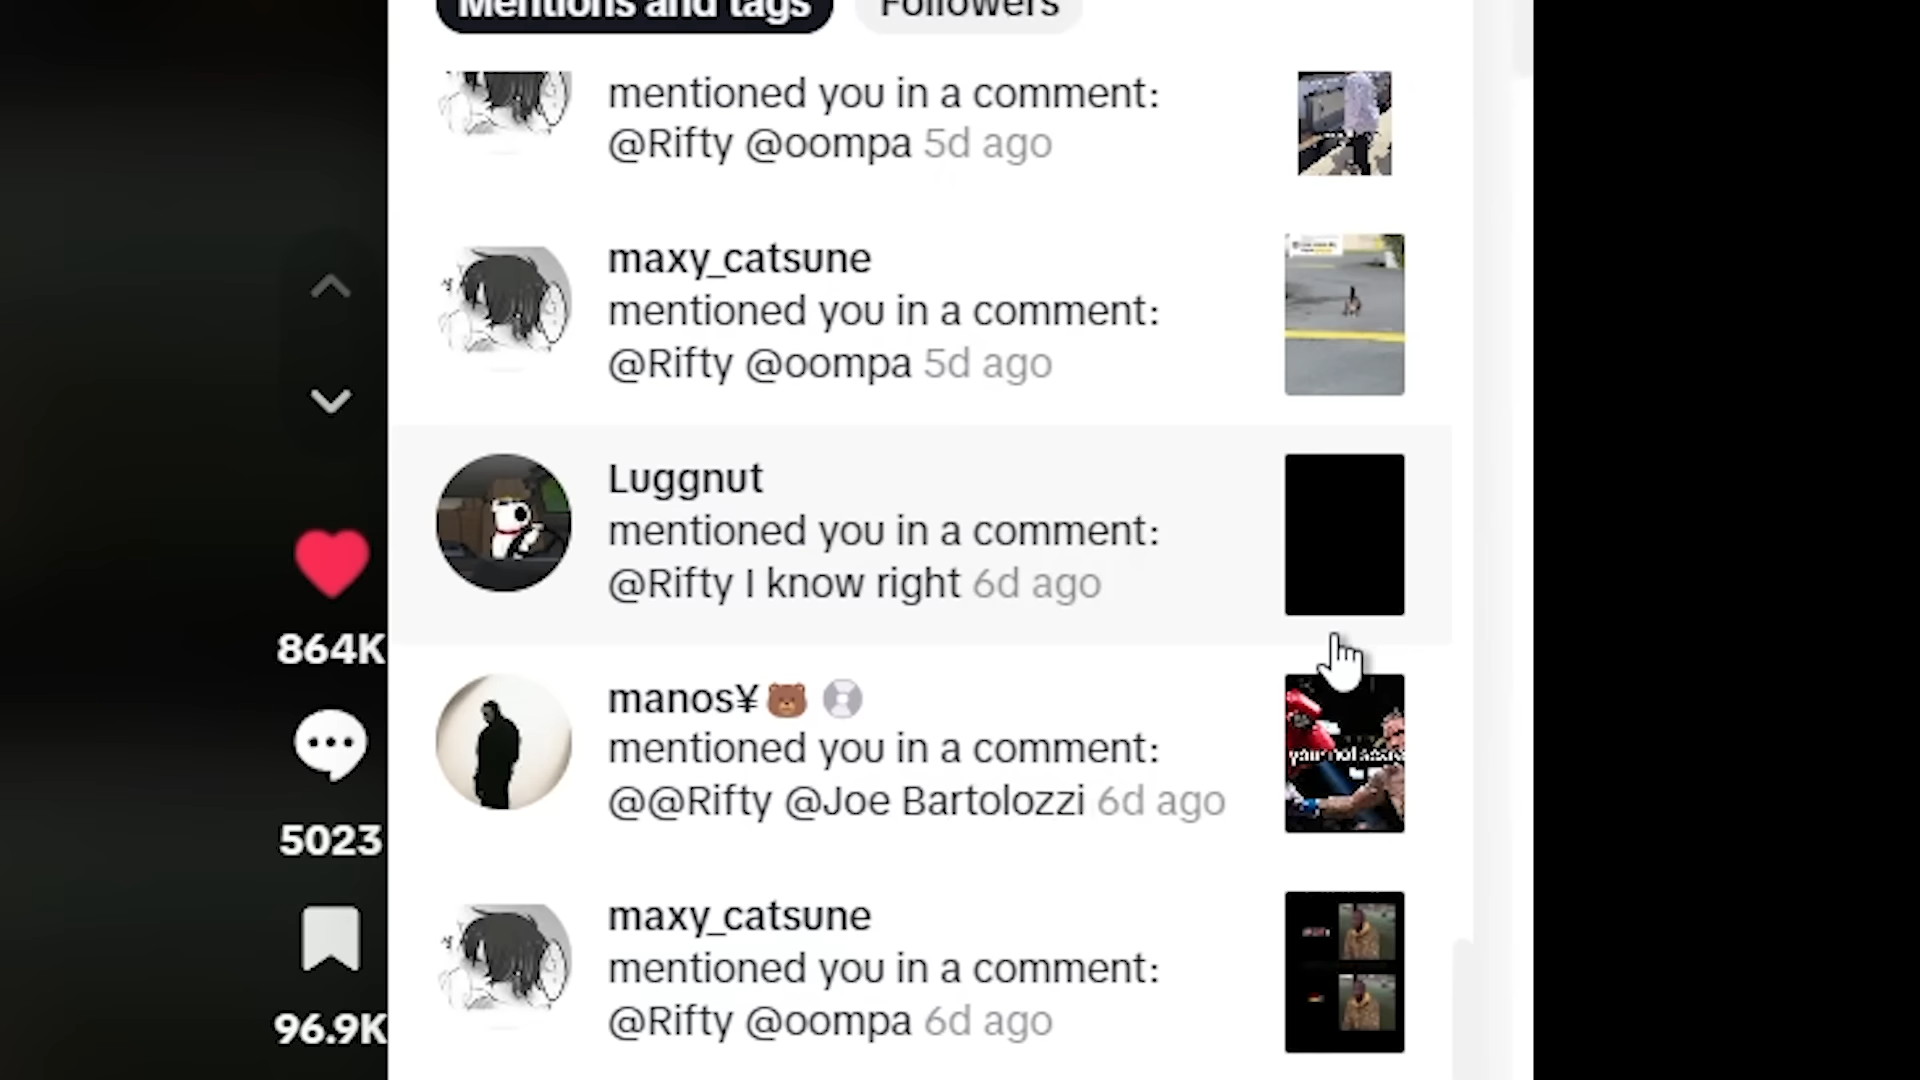 Mentions and tags
Followers
mentioned you in a comment:
@Rifty @oompa 5d ago
maxy_catsune
mentioned you in a comment:
@Rifty @oompa 5d ago
Luggnut
mentioned you in a comment:
@Rifty I know right 6d ago
manos¥🐻
mentioned you in a comment:
@@Rifty @Joe Bartolozzi 6d ago
maxy_catsune
mentioned you in a comment:
@Rifty @oompa 6d ago
864K
5023
96.9K
your not